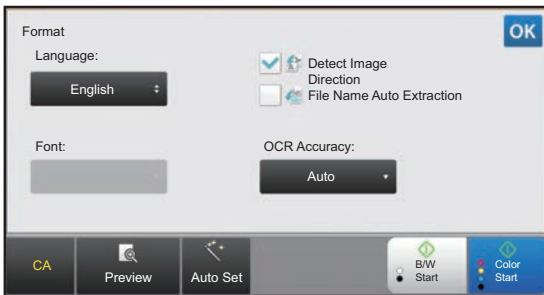 Format
OK
Language:
English
Detect Image
Direction
File Name Auto Extraction
Font:
OCR Accuracy:
Auto
CA
Preview
Auto Set
B/W
Start
Color
Start